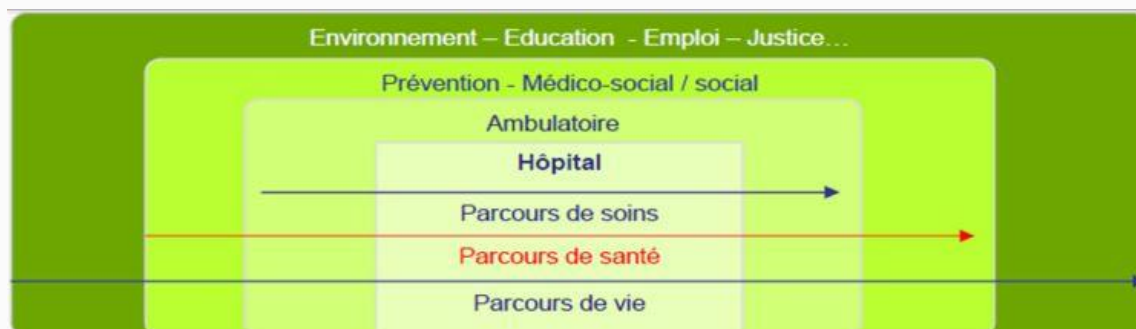 Environnement – Education - Emploi – Justice…
Prévention - Médico-social / social
Ambulatoire
Hôpital
Parcours de soins
Parcours de santé
Parcours de vie